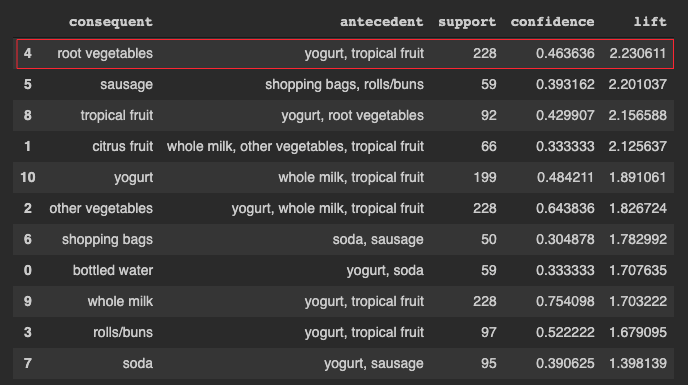 consequent antecedent support confidence lift
4 root vegetables yogurt, tropical fruit 228 0.463636 2.230611
5 sausage shopping bags, rolls/buns 59 0.393162 2.201037
8 tropical fruit yogurt, root vegetables 92 0.429907 2.156588
1 citrus fruit whole milk, other vegetables, tropical fruit 66 0.333333 2.125637
10 yogurt whole milk, tropical fruit 199 0.484211 1.891061
2 other vegetables yogurt, whole milk, tropical fruit 228 0.643836 1.826724
6 shopping bags soda, sausage 50 0.304878 1.782992
0 bottled water yogurt, soda 59 0.333333 1.707635
9 whole milk yogurt, tropical fruit 228 0.754098 1.703222
3 rolls/buns yogurt, tropical fruit 97 0.522222 1.679095
7 soda yogurt, sausage 95 0.390625 1.398139